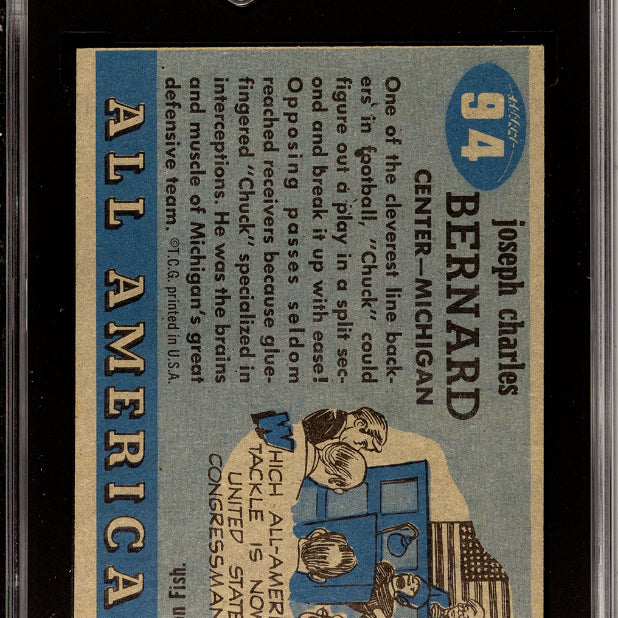 94
joseph charles
BERNARD
CENTER—MICHIGAN
One of the cleverest line back-
ers in football, "Chuck" could
figure out a play in a split sec-
ond and break it up with ease!
Opposing passes seldom
reached receivers because glue-
fingered "Chuck" specialized in
interceptions. He was the brains
and muscle of Michigan's great
defensive team. ©T.C.G. printed in U.S.A.
WHICH ALL-AMERI
TACKLE IS NOW
UNITED STATE
CONGRESSMAN
n Fish.
ALL AMERICA